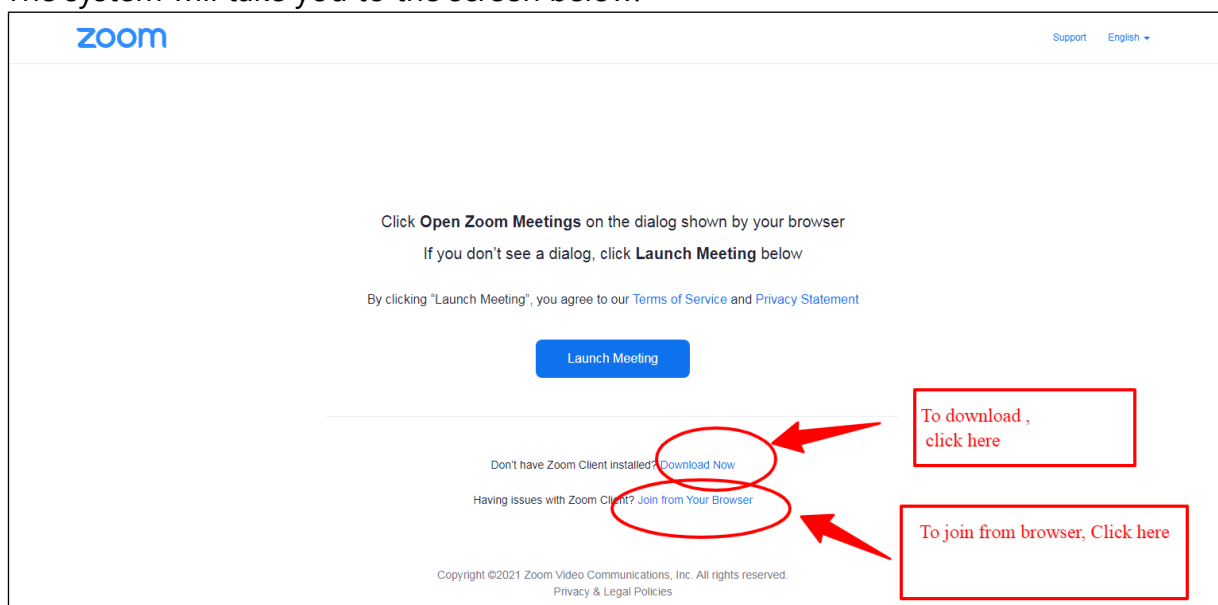 The system will take you to the screen below.
zoom
Support English
Click Open Zoom Meetings on the dialog shown by your browser
If you don't see a dialog, click Launch Meeting below
By clicking "Launch Meeting", you agree to our Terms of Service and Privacy Statement
Launch Meeting
To download ,
click here
Don't have Zoom Client installed? Download Now
Having issues with Zoom Client? Join from Your Browser
To join from browser, Click here
Copyright ©2021 Zoom Video Communications, Inc. All rights reserved.
Privacy & Legal Policies